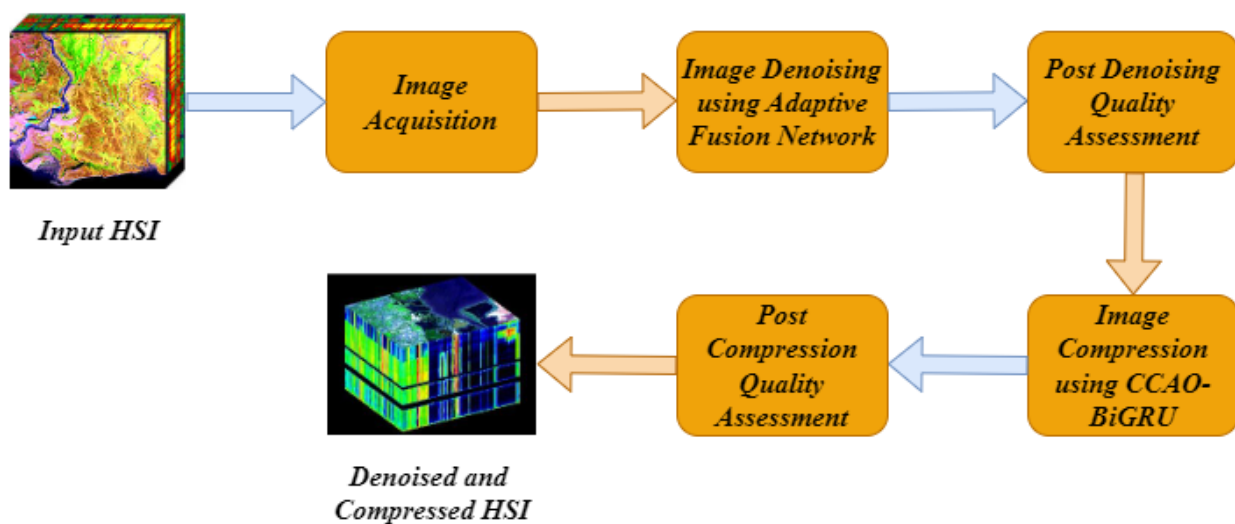 Input HSI
Image
Acquisition
Image Denoising
using Adaptive
Fusion Network
Post Denoising
Quality
Assessment
Image
Compression
using CCAO-
BiGRU
Post
Compression
Quality
Assessment
Denoised and
Compressed HSI